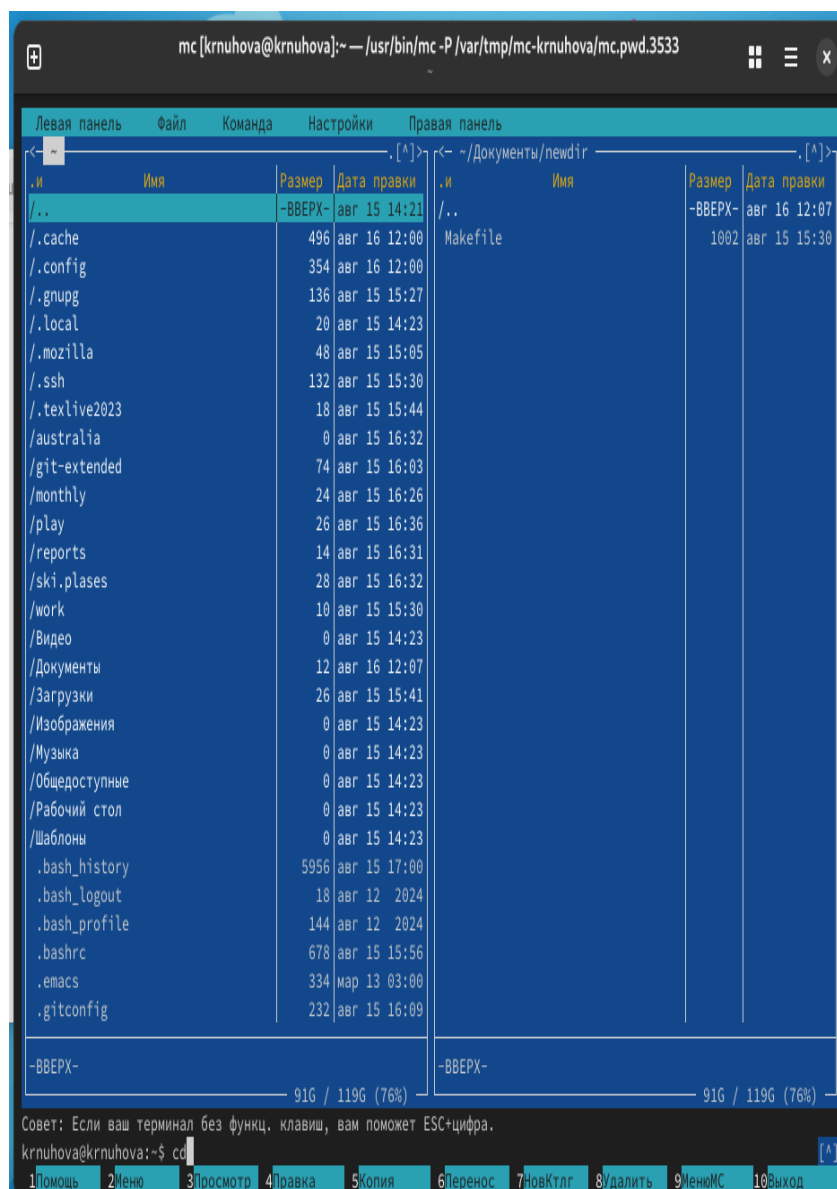 mc [krnuhova@krnuhova]:~ — /usr/bin/mc -P /var/tmp/mc-krnuhova/mc.pwd.3533
~
Левая панель Файл Команда Настройки Правая панель
<— ~ .[^]> <— ~/Документы/newdir .[^]>
.и Имя Размер Дата правки .и Имя Размер Дата правки
/.. -ВВЕРХ- авг 15 14:21 /.. -ВВЕРХ- авг 16 12:07
/.cache 496 авг 16 12:00 Makefile 1002 авг 15 15:30
/.config 354 авг 16 12:00
/.gnupg 136 авг 15 15:27
/.local 20 авг 15 14:23
/.mozilla 48 авг 15 15:05
/.ssh 132 авг 15 15:30
/.texlive2023 18 авг 15 15:44
/australia 0 авг 15 16:32
/git-extended 74 авг 15 16:03
/monthly 24 авг 15 16:26
/play 26 авг 15 16:36
/reports 14 авг 15 16:31
/ski.plases 28 авг 15 16:32
/work 10 авг 15 15:30
/Видео 0 авг 15 14:23
/Документы 12 авг 16 12:07
/Загрузки 26 авг 15 15:41
/Изображения 0 авг 15 14:23
/Музыка 0 авг 15 14:23
/Общедоступные 0 авг 15 14:23
/Рабочий стол 0 авг 15 14:23
/Шаблоны 0 авг 15 14:23
.bash_history 5956 авг 15 17:00
.bash_logout 18 авг 12 2024
.bash_profile 144 авг 12 2024
.bashrc 678 авг 15 15:56
.emacs 334 мар 13 03:00
.gitconfig 232 авг 15 16:09
-ВВЕРХ- -ВВЕРХ-
91G / 119G (76%) 91G / 119G (76%)
Совет: Если ваш терминал без функц. клавиш, вам поможет ESC+цифра.
krnuhova@krnuhova:~$ cd [^]
1Помощь 2Меню 3Просмотр 4Правка 5Копия 6Перенос 7НовКтлг 8Удалить 9МенюМС 10Выход